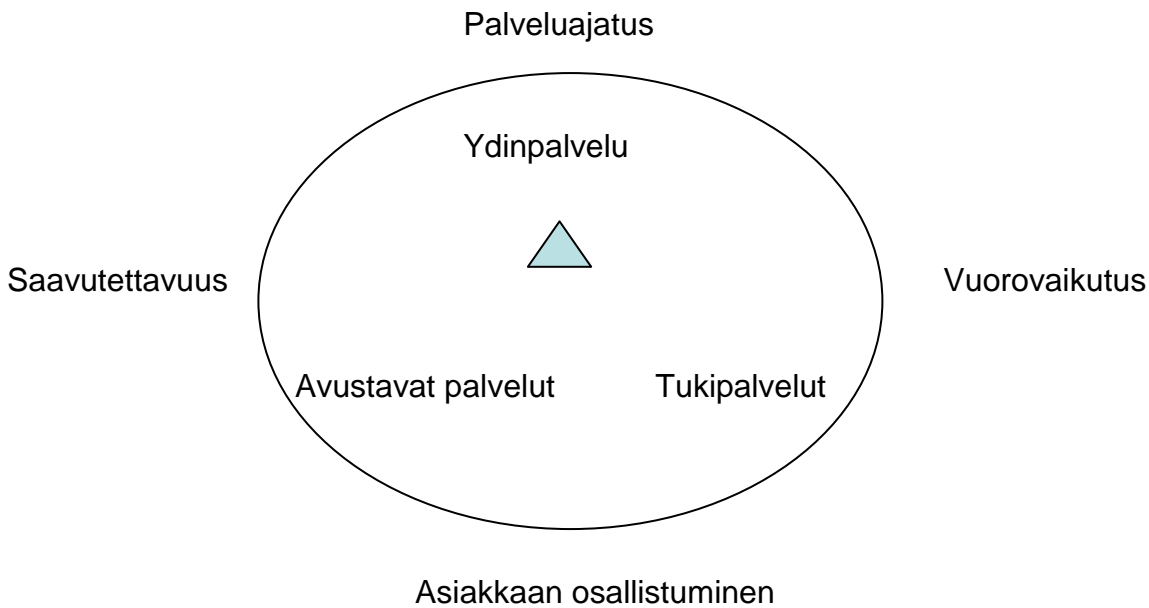 Palveluajatus
Ydinpalvelu
Saavutettavuus
Vuorovaikutus
Avustavat palvelut
Tukipalvelut
Asiakkaan osallistuminen